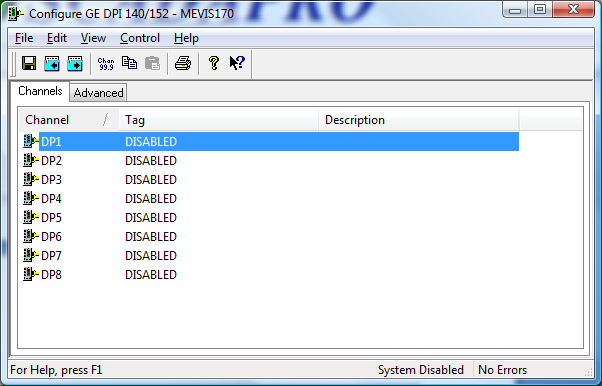 SCADAPRO
Configure GE DPI 140/152 - MEVIS170
File Edit View Control Help
Chan
99.9
Channels Advanced
Channel / Tag Description
DP1 DISABLED
DP2 DISABLED
DP3 DISABLED
DP4 DISABLED
DP5 DISABLED
DP6 DISABLED
DP7 DISABLED
DP8 DISABLED
For Help, press F1 System Disabled No Errors